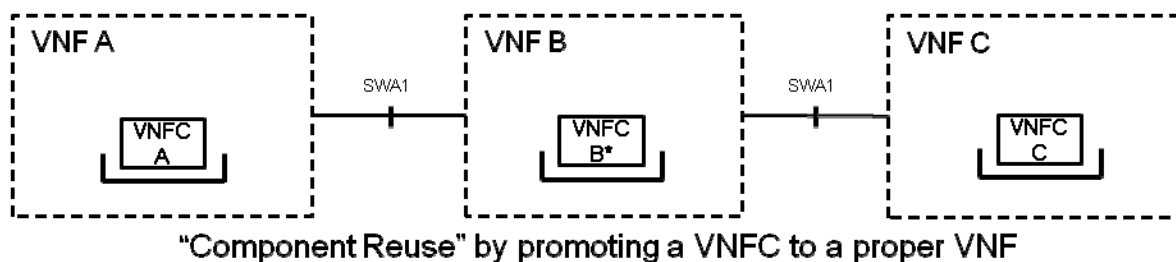 VNF A
VNF B
VNF C
SWA1
SWA1
VNFC
A
VNFC
B*
VNFC
C
“Component Reuse” by promoting a VNFC to a proper VNF